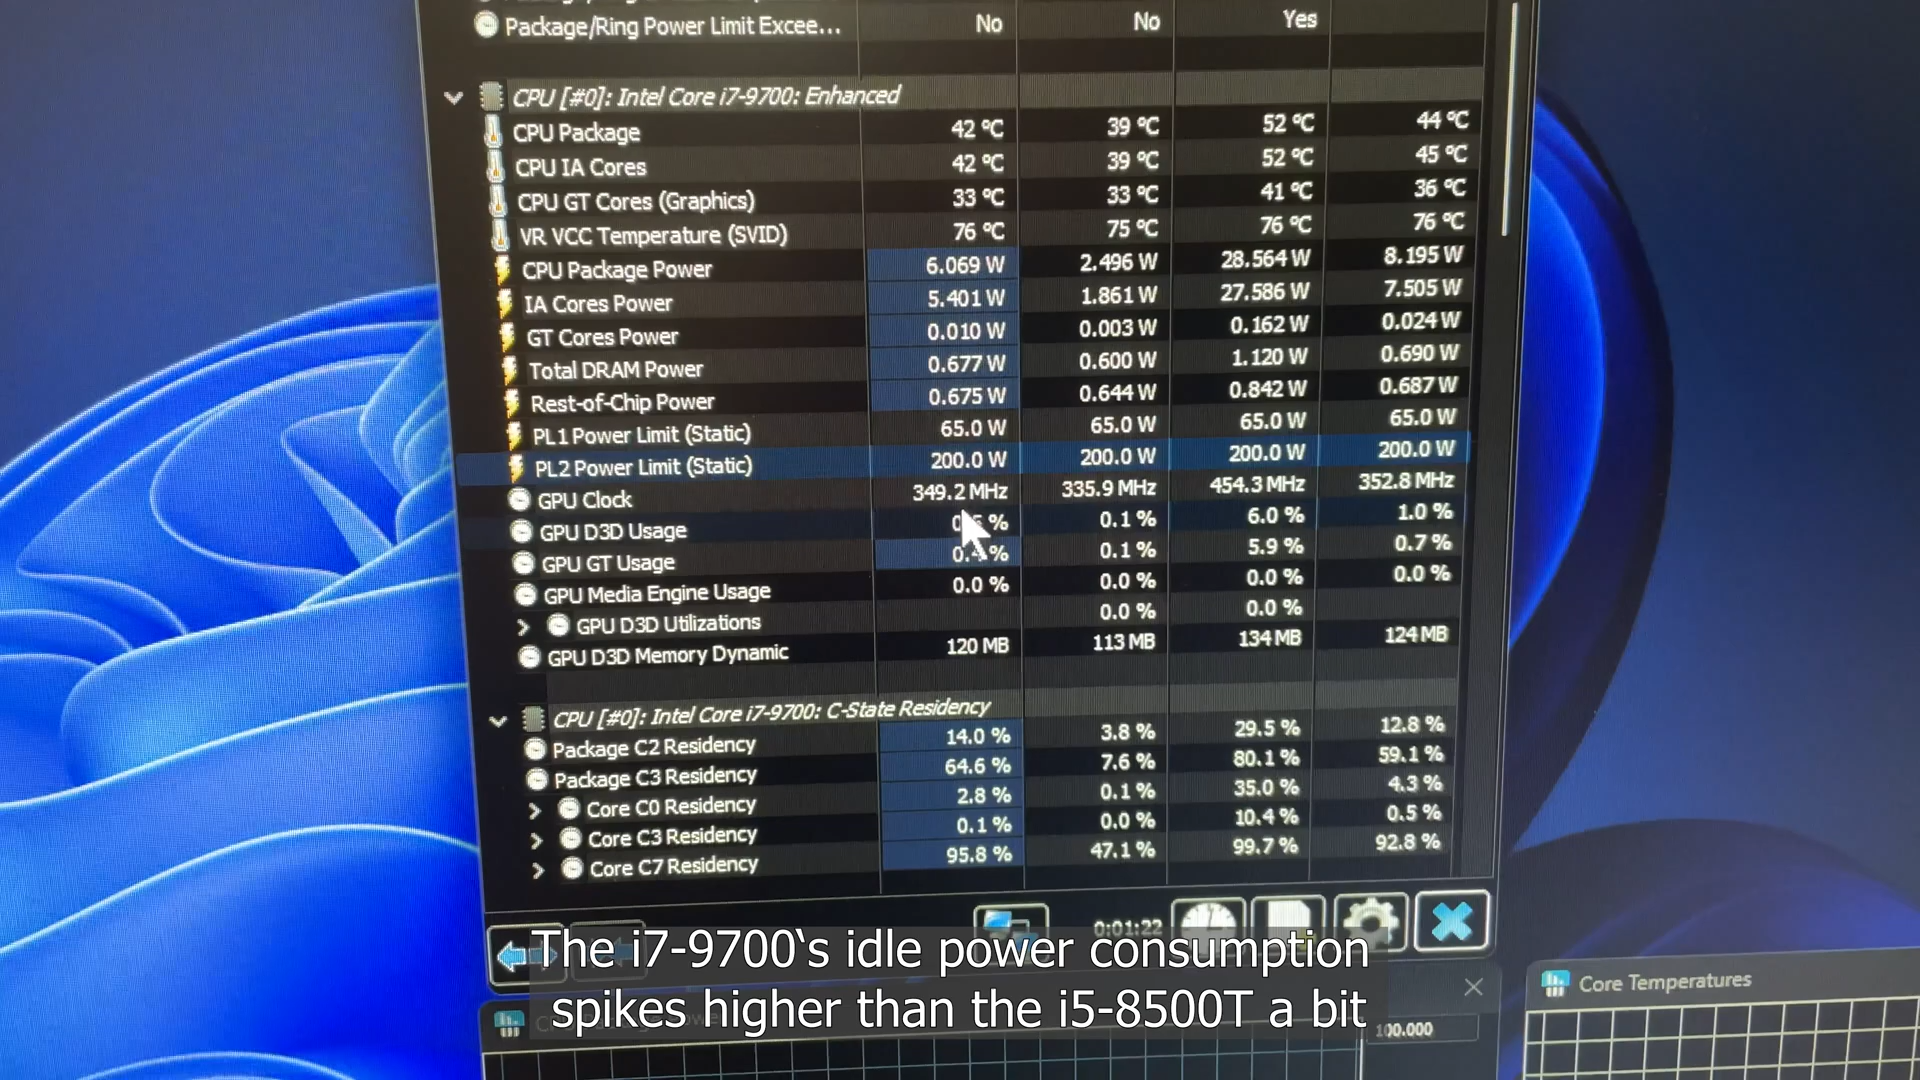 Package/Ring Power Limit Excee... No No Yes
CPU [#0]: Intel Core i7-9700: Enhanced
CPU Package 42 °C 39 °C 52 °C 44 °C
CPU IA Cores 42 °C 39 °C 52 °C 45 °C
CPU GT Cores (Graphics) 33 °C 33 °C 41 °C 36 °C
VR VCC Temperature (SVID) 76 °C 75 °C 76 °C 76 °C
CPU Package Power 6.069 W 2.496 W 28.564 W 8.195 W
IA Cores Power 5.401 W 1.861 W 27.586 W 7.505 W
GT Cores Power 0.010 W 0.003 W 0.162 W 0.024 W
Total DRAM Power 0.677 W 0.600 W 1.120 W 0.690 W
Rest-of-Chip Power 0.675 W 0.644 W 0.842 W 0.687 W
PL1 Power Limit (Static) 65.0 W 65.0 W 65.0 W 65.0 W
PL2 Power Limit (Static) 200.0 W 200.0 W 200.0 W 200.0 W
GPU Clock 349.2 MHz 335.9 MHz 454.3 MHz 352.8 MHz
GPU D3D Usage % 0.1 % 6.0 % 1.0 %
GPU GT Usage % 0.1 % 5.9 % 0.7 %
GPU Media Engine Usage 0.0 % 0.0 % 0.0 % 0.0 %
GPU D3D Utilizations 0.0 % 0.0 %
GPU D3D Memory Dynamic 120 MB 113 MB 134 MB 124 MB
CPU [#0]: Intel Core i7-9700: C-State Residency
Package C2 Residency 14.0 % 3.8 % 29.5 % 12.8 %
Package C3 Residency 64.6 % 7.6 % 80.1 % 59.1 %
Core C0 Residency 2.8 % 0.1 % 35.0 % 4.3 %
Core C3 Residency 0.1 % 0.0 % 10.4 % 0.5 %
Core C7 Residency 95.8 % 47.1 % 99.7 % 92.8 %
0:01:22
The i7-9700‘s idle power consumption
spikes higher than the i5-8500T a bit
Core Temperatures
100.000